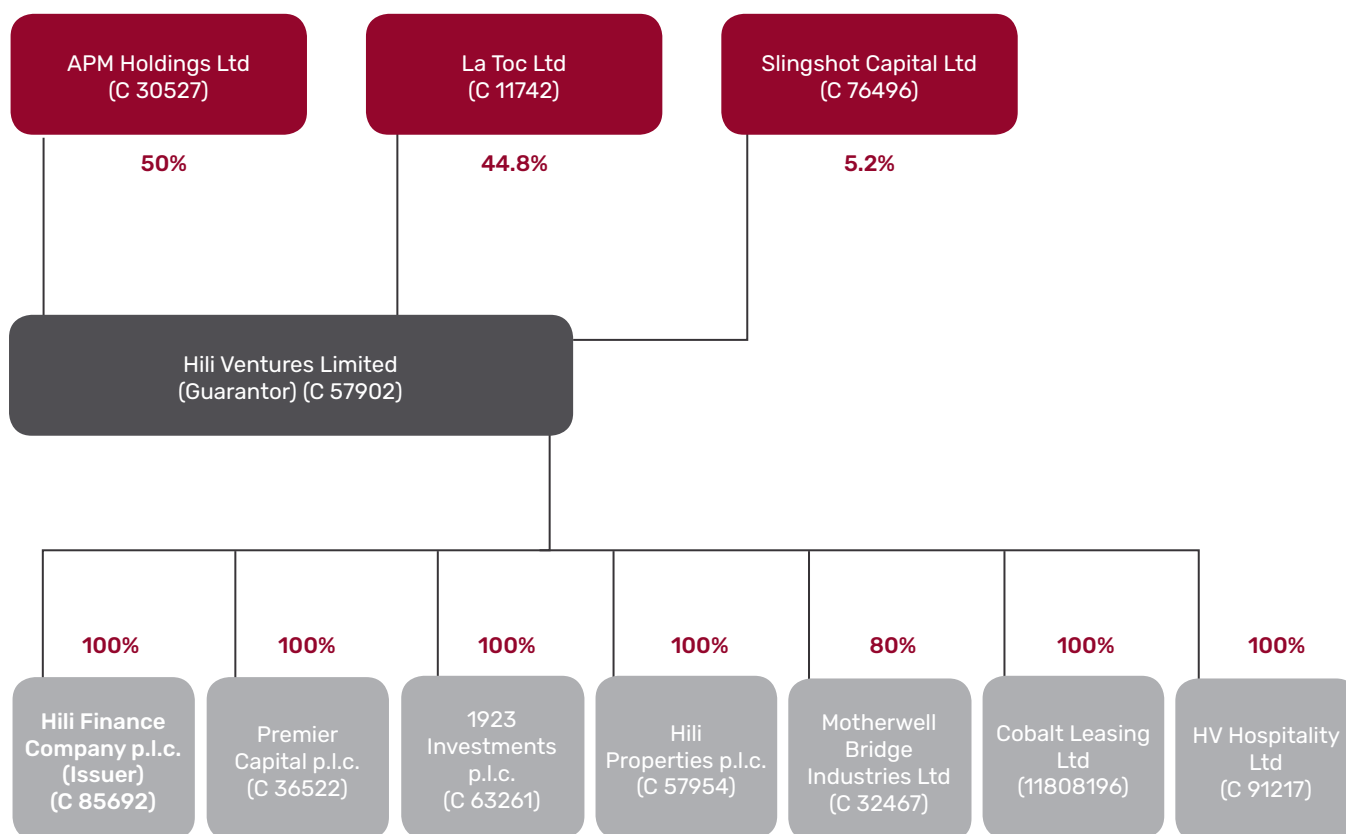 APM Holdings Ltd
(C 30527)
La Toc Ltd
(C 11742)
Slingshot Capital Ltd
(C 76496)
50%
44.8%
5.2%
Hili Ventures Limited
(Guarantor) (C 57902)
100%
100%
100%
100%
80%
100%
100%
Hili Finance
Company p.l.c.
(Issuer)
(C 85692)
Premier
Capital p.l.c.
(C 36522)
1923
Investments
p.l.c.
(C 63261)
Hili
Properties p.l.c.
(C 57954)
Motherwell
Bridge
Industries Ltd
(C 32467)
Cobalt Leasing
Ltd
(11808196)
HV Hospitality
Ltd
(C 91217)